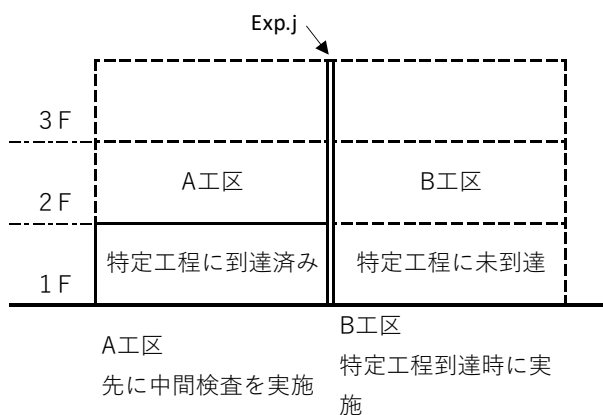 Exp.j
3F
A工区
B工区
2F
特定工程に到達済み
特定工程に未到達
1F
A工区
先に中間検査を実施
B工区
特定工程到達時に実
施